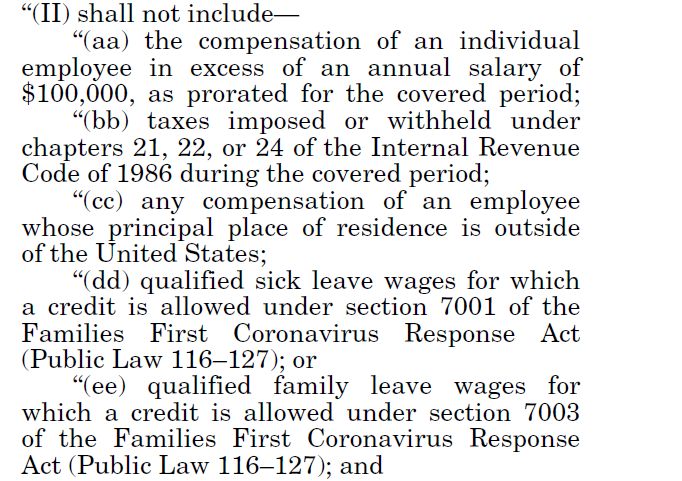 “(II) shall not include—
“(aa) the compensation of an individual
employee in excess of an annual salary of
$100,000, as prorated for the covered period;
“(bb) taxes imposed or withheld under
chapters 21, 22, or 24 of the Internal Revenue
Code of 1986 during the covered period;
“(cc) any compensation of an employee
whose principal place of residence is outside
of the United States;
“(dd) qualified sick leave wages for which
a credit is allowed under section 7001 of the
Families First Coronavirus Response Act
(Public Law 116–127); or
“(ee) qualified family leave wages for
which a credit is allowed under section 7003
of the Families First Coronavirus Response
Act (Public Law 116–127); and